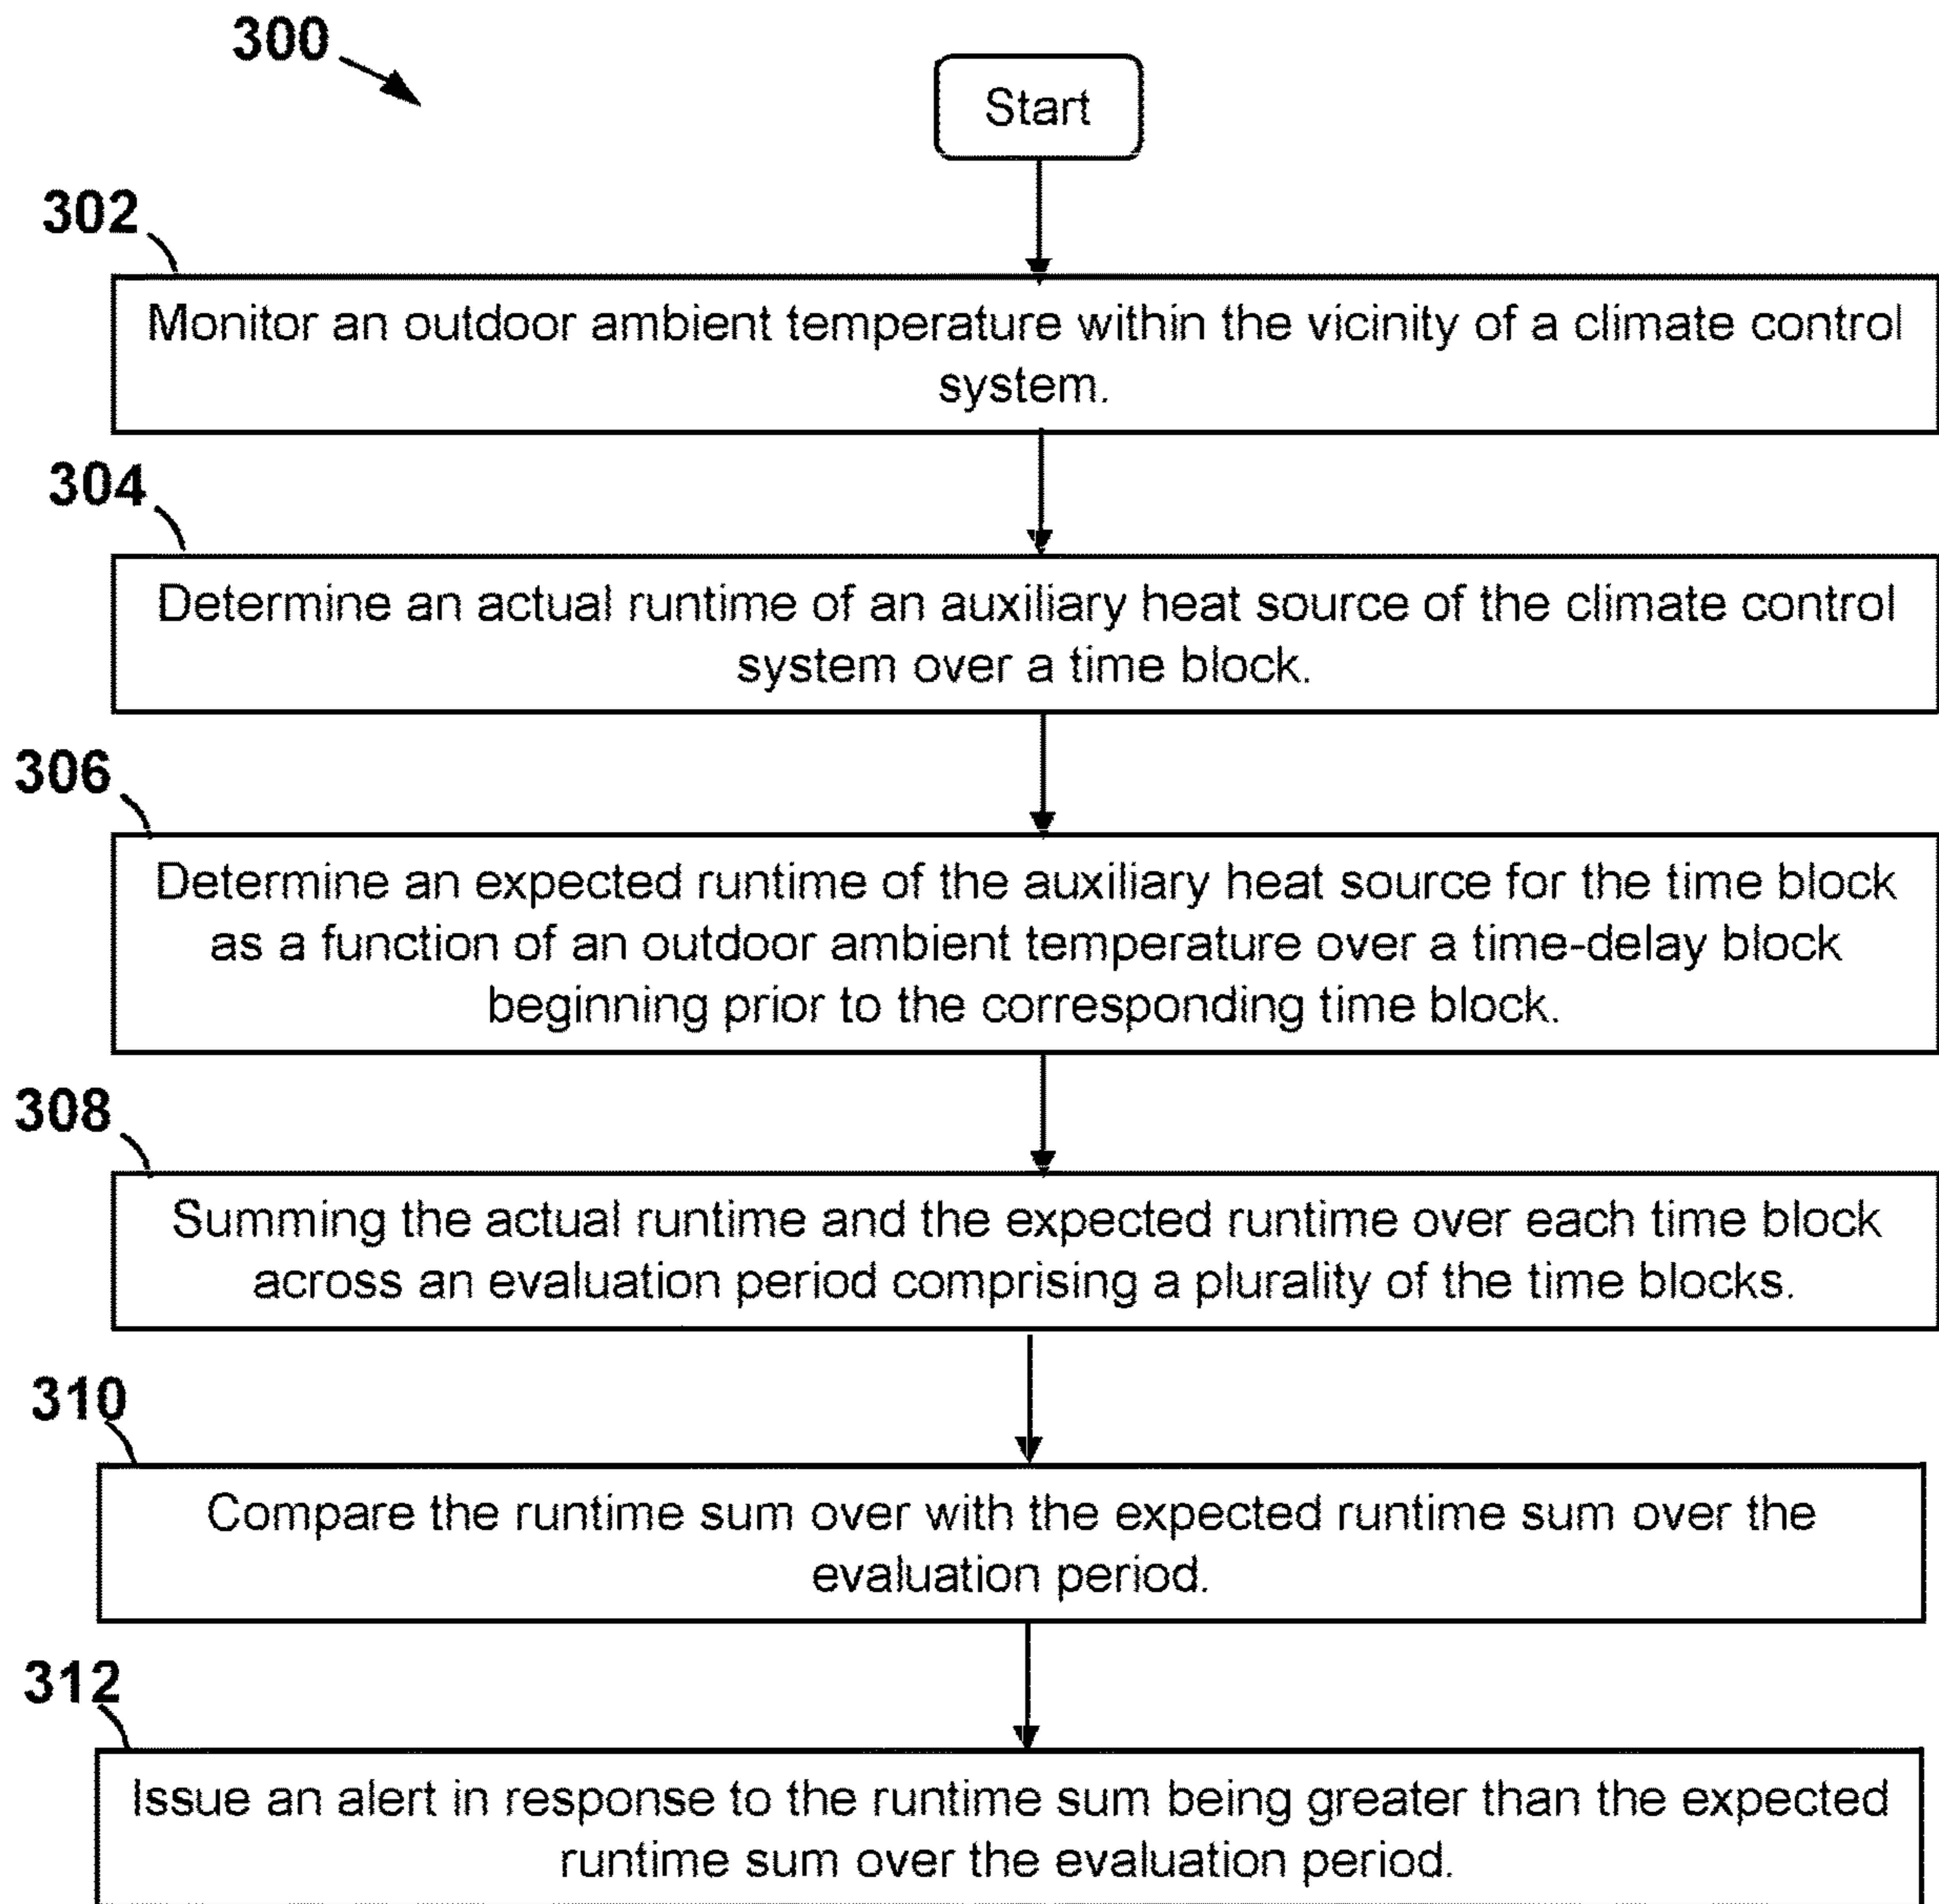 300
Start
302
Monitor an outdoor ambient temperature within the vicinity of a climate control
system.
304
Determine an actual runtime of an auxiliary heat source of the climate control
system over a time block.
306
Determine an expected runtime of the auxiliary heat source for the time block
as a function of an outdoor ambient temperature over a time-delay block
beginning prior to the corresponding time block.
308
Summing the actual runtime and the expected runtime over each time block
across an evaluation period comprising a plurality of the time blocks.
310
Compare the runtime sum over with the expected runtime sum over the
evaluation period.
312
Issue an alert in response to the runtime sum being greater than the expected
runtime sum over the evaluation period.